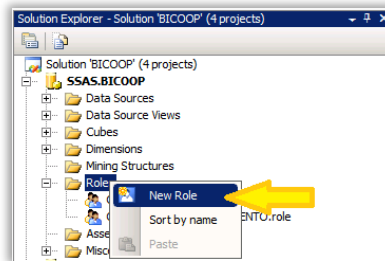 Solution Explorer - Solution 'BICOOP' (4 projects)
Solution 'BICOOP' (4 projects)
SSAS.BICOOP
Data Sources
Data Source Views
Cubes
Dimensions
Mining Structures
Role
New Role
Sort by name
ENTO.role
Asse
Paste
Misc